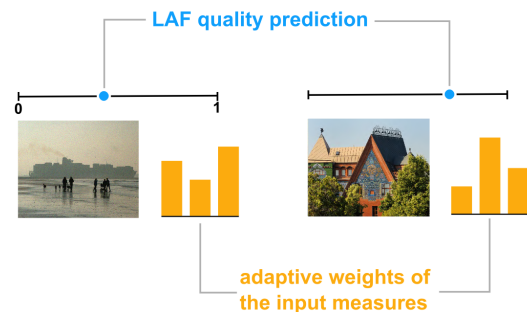 LAF quality prediction
0
1
adaptive weights of
the input measures